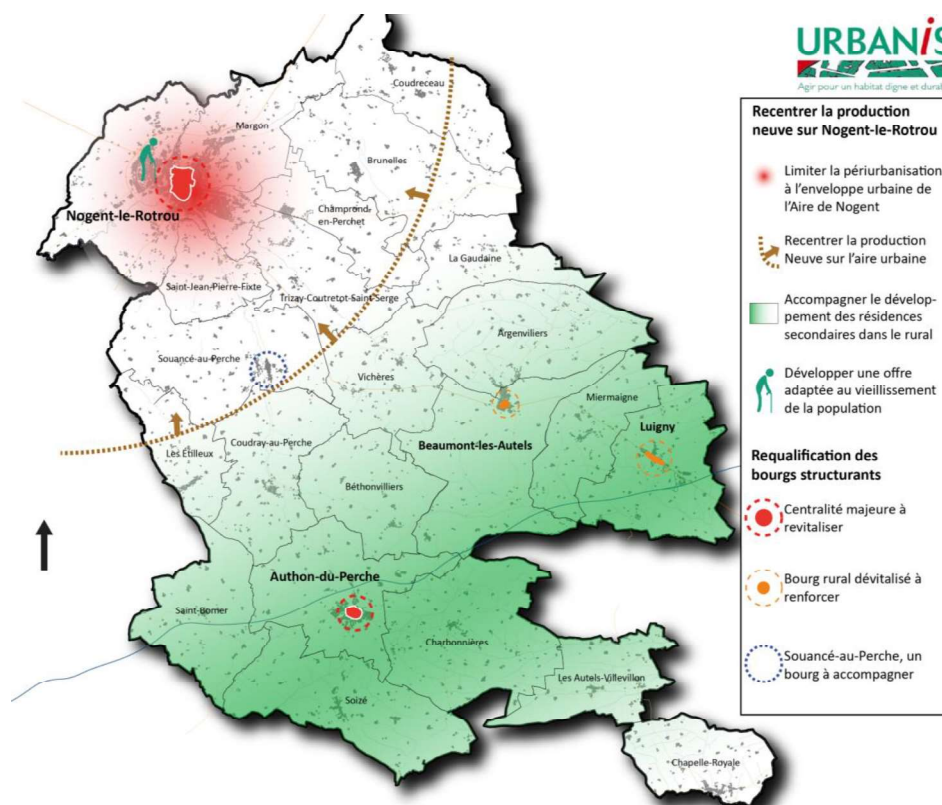 URBANiS
Agir pour un habitat digne et durab
Coudreceau
Margon
Brunelles
Nogent-le-Rotrou
Champrond-
en-Perchet
La Gaudaine
Saint-Jean-Pierre-Fixte
Trizay-Coutretot-Saint-Serge
Argenvilliers
Souancé-au-Perche
Vichères
Miermaigne
Luigny
Beaumont-les-Autels
Coudray-au-Perche
Les Etilleux
Béthonvilliers
Authon-du-Perche
Saint-Bomer
Charbonnières
Les Autels-Villevillon
Soizé
Chapelle-Royale
Recentrer la production
neuve sur Nogent-le-Rotrou
Limiter la périurbanisation
à l'enveloppe urbaine de
l'Aire de Nogent
Recentrer la production
Neuve sur l'aire urbaine
Accompagner le dévelop-
pement des résidences
secondaires dans le rural
Développer une offre
adaptée au vieillissement
de la population
Requalification des
bourgs structurants
Centralité majeure à
revitaliser
Bourg rural dévitalisé à
renforcer
Souancé-au-Perche, un
bourg à accompagner